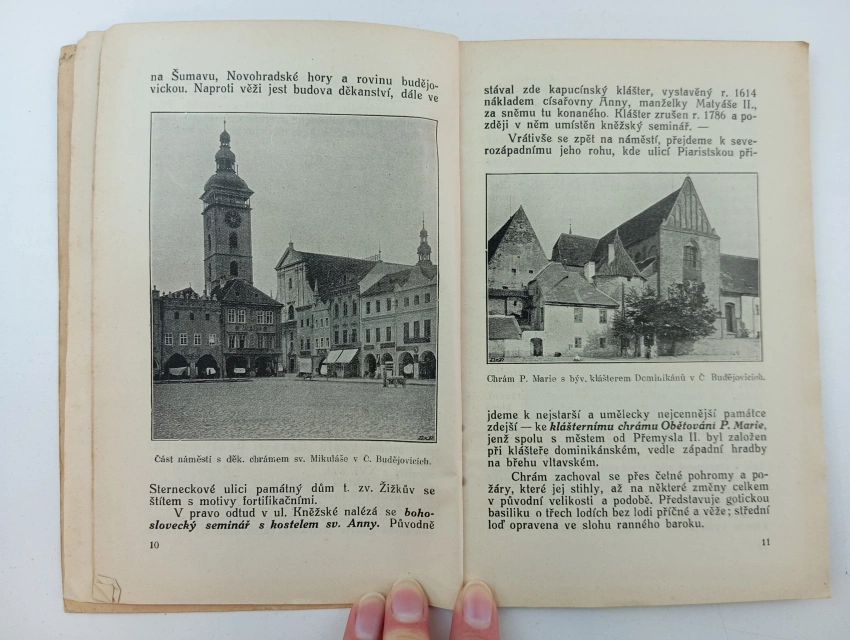 na Šumavu, Novohradské hory a rovinu budějo-
vickou. Naproti věži jest budova děkanství, dále ve
Část náměstí s děk. chrámem sv. Mikuláše v Č. Budějovicích.
Sterneckově ulici památný dům t. zv. Žižkův se
štítem s motivy fortifikačními.
V pravo odtud v ul. Kněžské nalézá se boho-
slovecký seminář s kostelem sv. Anny. Původně
10
stával zde kapucínský klášter, vystavěný r. 1614
nákladem císařovny Anny, manželky Matyáše II.,
za sněmu tu konaného. Klášter zrušen r. 1786 a po-
zději v něm umístěn kněžský seminář. —
Vrátivše se zpět na náměstí, přejdeme k seve-
rozápadnímu jeho rohu, kde ulicí Piaristskou při-
Chrám P. Marie s býv. klášterem Dominikánů v Č. Budějovicích.
jdeme k nejstarší a umělecky nejcennější památce
zdejší — ke klášternímu chrámu Obětování P. Marie,
jenž spolu s městem od Přemysla II. byl založen
při klášteře dominikánském, vedle západní hradby
na břehu vltavském.
Chrám zachoval se přes četné pohromy a po-
žáry, které jej stihly, až na některé změny celkem
v původní velikosti a podobě. Představuje gotickou
basiliku o třech lodích bez lodi příčné a věže; střední
loď opravena ve slohu ranného baroku.
11